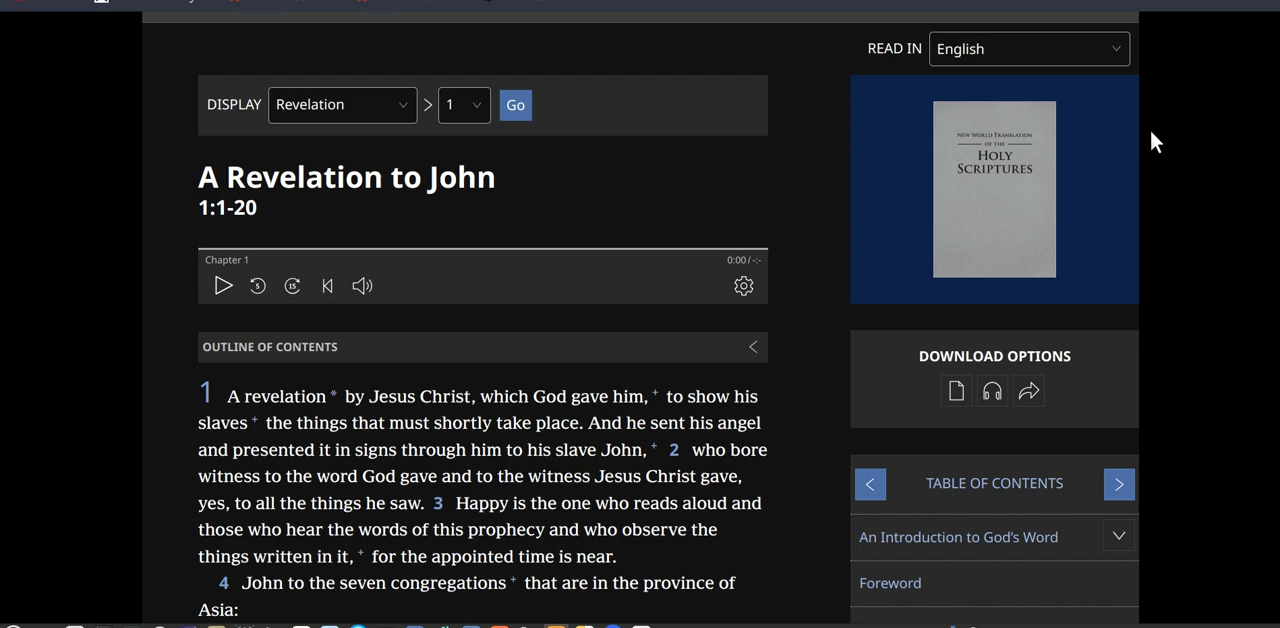 READ IN English
DISPLAY Revelation > 1 Go
NEW WORLD TRANSLATION
OF THE
HOLY
SCRIPTURES
A Revelation to John
1:1-20
Chapter 1 0:00 / -:-
5 15
DOWNLOAD OPTIONS
OUTLINE OF CONTENTS
1 A revelation * by Jesus Christ, which God gave him, + to show his
slaves + the things that must shortly take place. And he sent his angel
and presented it in signs through him to his slave John, + 2 who bore
witness to the word God gave and to the witness Jesus Christ gave,
yes, to all the things he saw. 3 Happy is the one who reads aloud and
those who hear the words of this prophecy and who observe the
things written in it, + for the appointed time is near.
4 John to the seven congregations + that are in the province of
Asia:
TABLE OF CONTENTS
An Introduction to God’s Word
Foreword